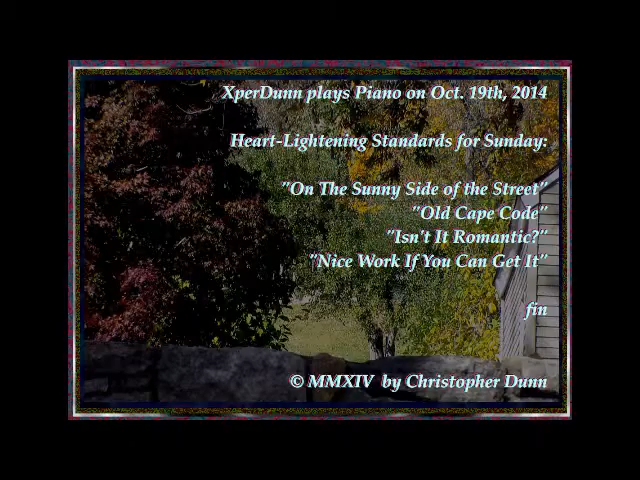 XperDunn plays Piano on Oct. 19th, 2014
Heart-Lightening Standards for Sunday:
"On The Sunny Side of the Street"
"Old Cape Code"
"Isn't It Romantic?"
"Nice Work If You Can Get It"
fin
© MMXIV by Christopher Dunn